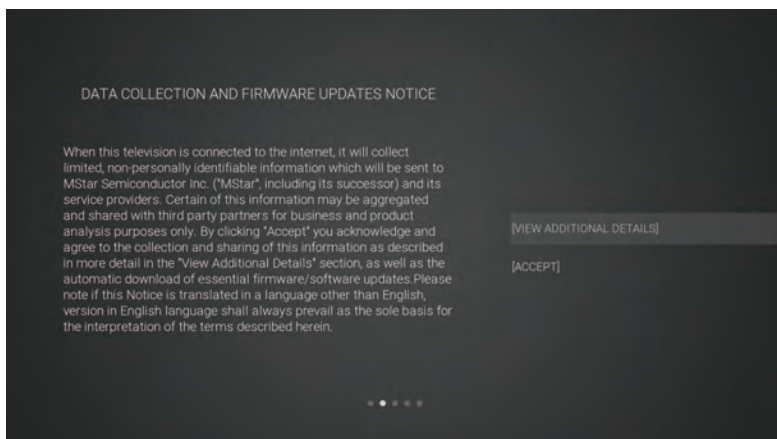 DATA COLLECTION AND FIRMWARE UPDATES NOTICE
When this television is connected to the internet, it will collect
limited, non-personally identifiable information which will be sent to
MStar Semiconductor Inc. ("MStar", including its successor) and its
service providers. Certain of this information may be aggregated
and shared with third party partners for business and product
analysis purposes only. By clicking "Accept" you acknowledge and
agree to the collection and sharing of this information as described
in more detail in the "View Additional Details" section, as well as the
automatic download of essential firmware/software updates.Please
note if this Notice is translated in a language other than English,
version in English language shall always prevail as the sole basis for
the interpretation of the terms described herein.
[VIEW ADDITIONAL DETAILS]
[ACCEPT]